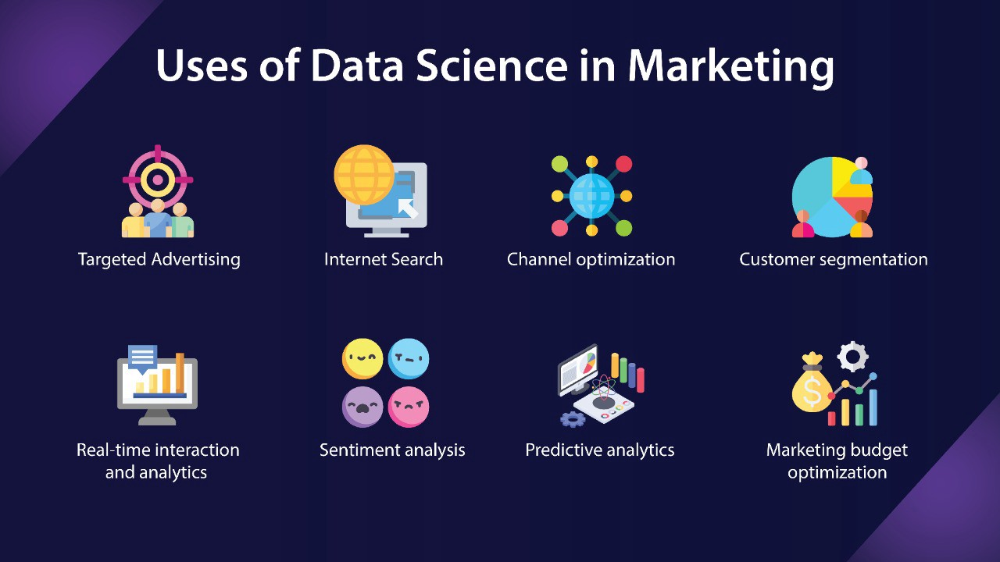 Uses of Data Science in Marketing
Targeted Advertising
Internet Search
Channel optimization
Customer segmentation
Real-time interaction
and analytics
Sentiment analysis
Predictive analytics
Marketing budget
optimization
$